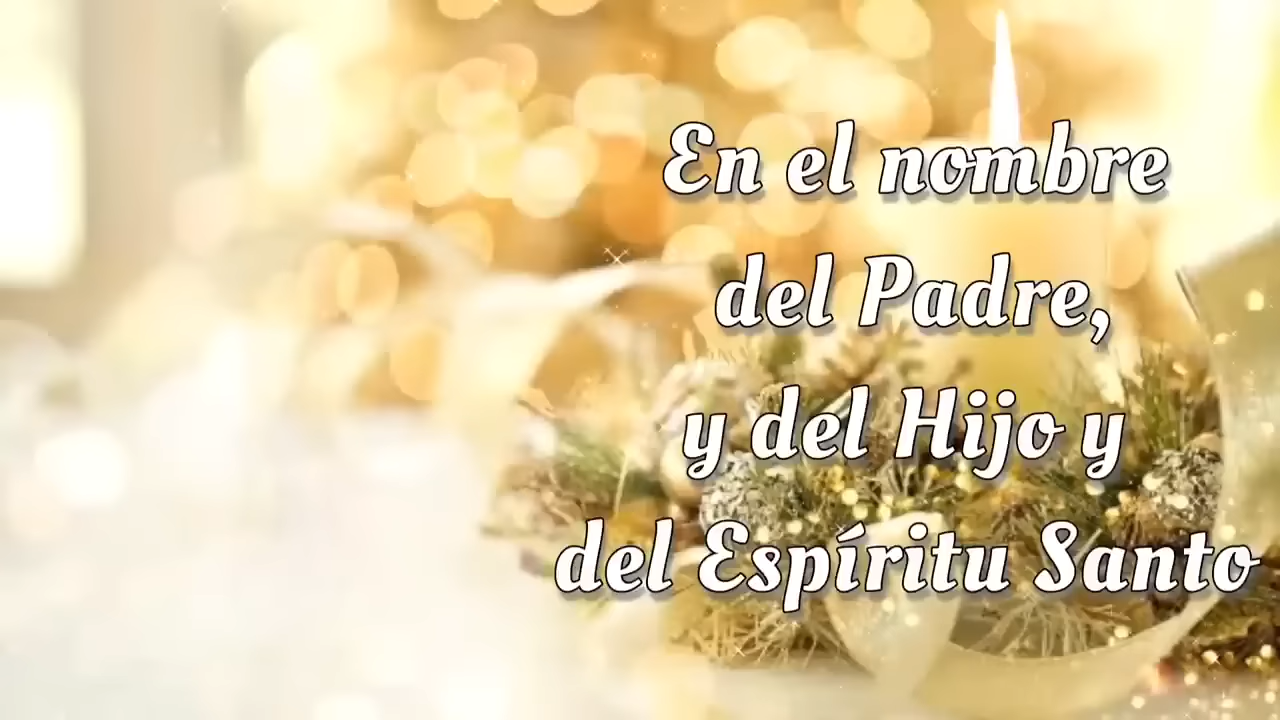 En el nombre
del Padre,
y del Hijo y
del Espíritu Santo